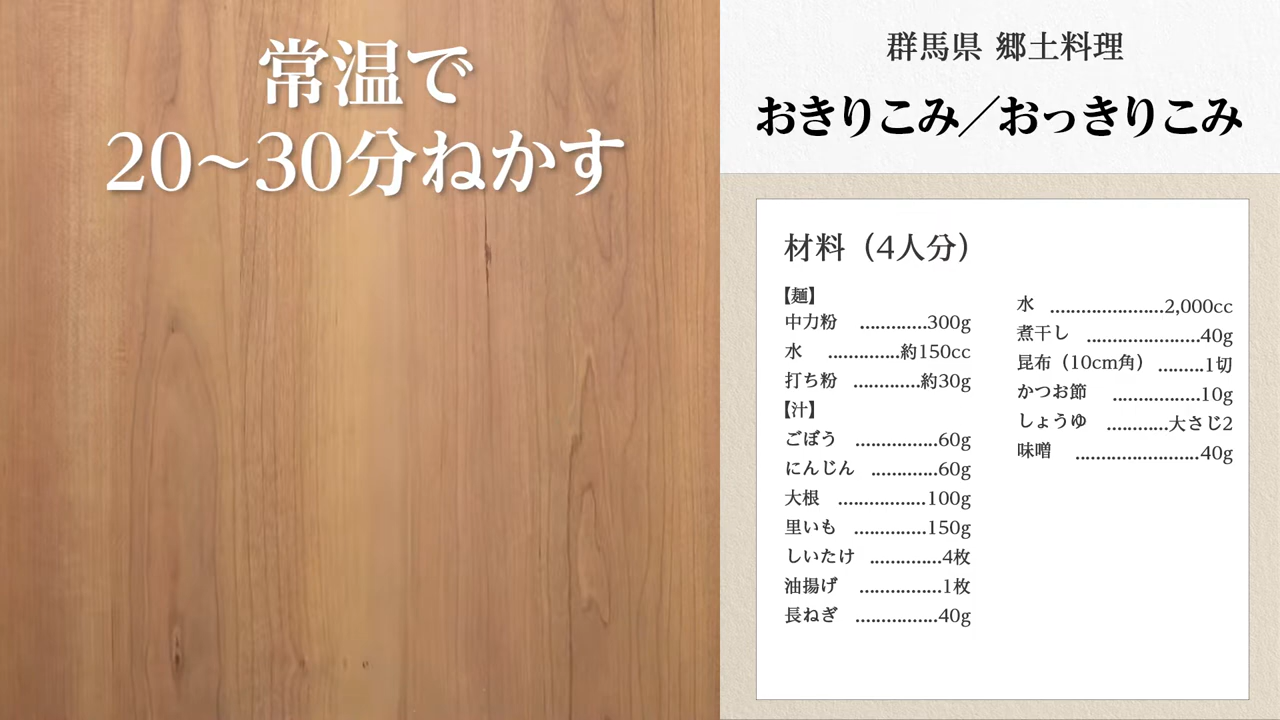 常温で
20〜30分ねかす
群馬県 郷土料理
おきりこみ／おっきりこみ
材料（4人分）
【麺】
中力粉 .............300g
水 ..............約150cc
打ち粉 .............約30g
【汁】
ごぼう ................60g
にんじん .............60g
大根 .................100g
里いも ..............150g
しいたけ ..............4枚
油揚げ ................1枚
長ねぎ ................40g
水 ......................2,000cc
煮干し ......................40g
昆布（10cm角） .........1切
かつお節 .................10g
しょうゆ ............大さじ2
味噌 ........................40g